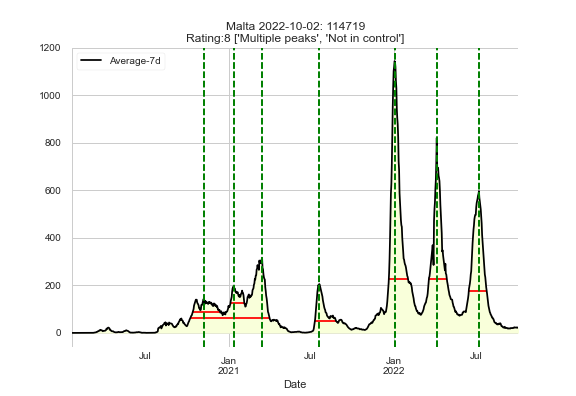 Malta 2022-10-02: 114719
Rating:8 ['Multiple peaks', 'Not in control']
1200
Average-7d
1000
800
600
400
200
0
Jul
Jan
2021
Jul
Jan
2022
Jul
Date